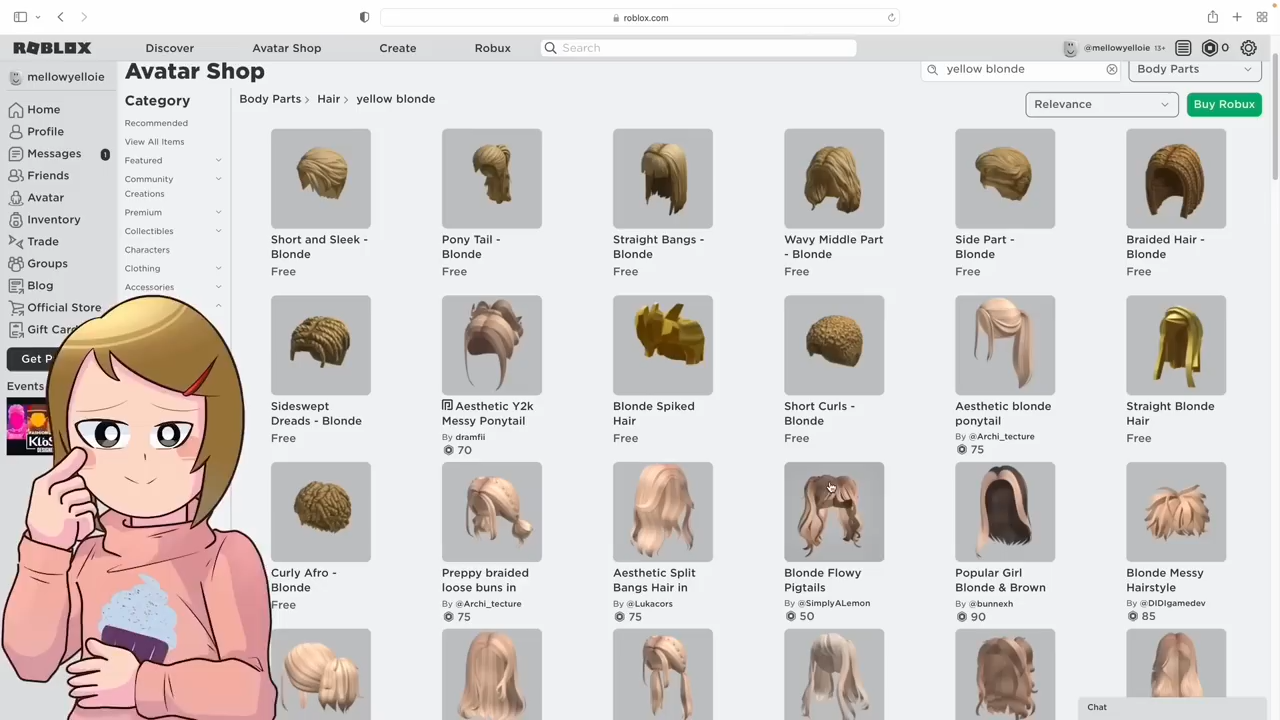 roblox.com
ROBLOX
Discover
Avatar Shop
Create
Robux
Search
@mellowyelloie 13+
0
mellowyelloie
Home
Profile
Messages
1
Friends
Avatar
Inventory
Trade
Groups
Blog
Official Store
Gift Card
Get P
Events
Avatar Shop
Category
Recommended
View All Items
Featured
Community
Creations
Premium
Collectibles
Characters
Clothing
Accessories
yellow blonde
Body Parts
Body Parts
Hair
yellow blonde
Relevance
Buy Robux
Short and Sleek -
Blonde
Free
Pony Tail -
Blonde
Free
Straight Bangs -
Blonde
Free
Wavy Middle Part
- Blonde
Free
Side Part -
Blonde
Free
Braided Hair -
Blonde
Free
Sideswept
Dreads - Blonde
Free
Aesthetic Y2k
Messy Ponytail
By dramfii
70
Blonde Spiked
Hair
Free
Short Curls -
Blonde
Free
Aesthetic blonde
ponytail
By @Archi_tecture
75
Straight Blonde
Hair
Free
Curly Afro -
Blonde
Free
Preppy braided
loose buns in
By @Archi_tecture
75
Aesthetic Split
Bangs Hair in
By @Lukacors
75
Blonde Flowy
Pigtails
By @SimplyALemon
50
Popular Girl
Blonde & Brown
By @bunnexh
90
Blonde Messy
Hairstyle
By @DIDIgamedev
85
Chat